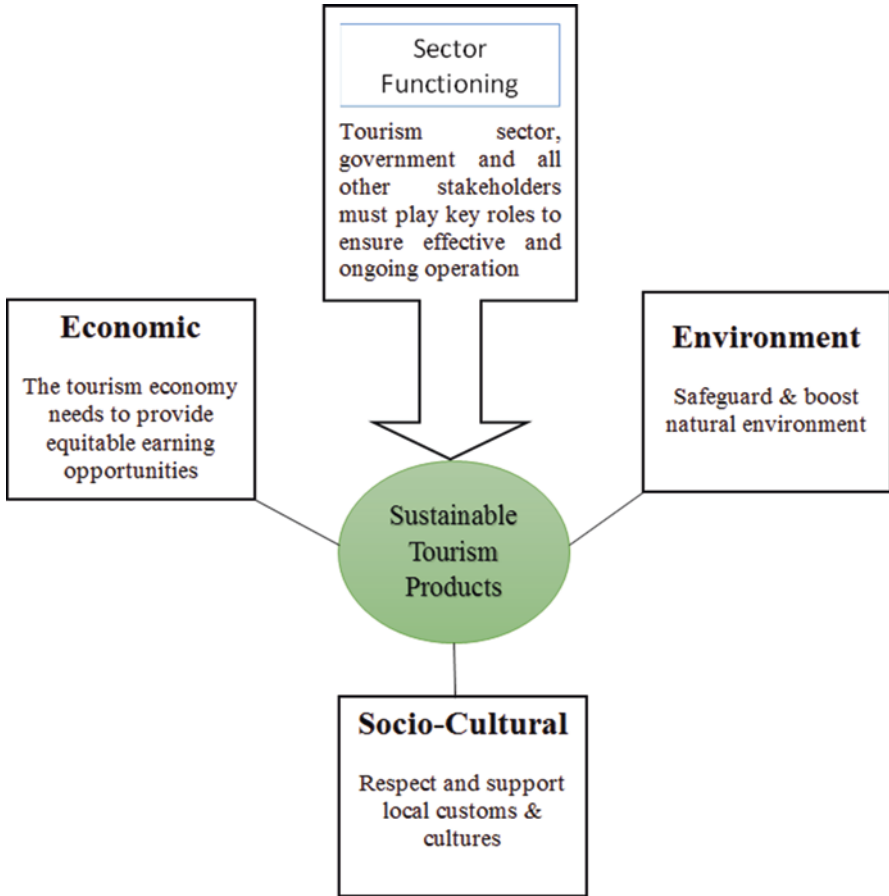 Sector
Functioning
Tourism sector,
government and all
other stakeholders
must play key roles to
ensure effective and
ongoing operation
Economic
The tourism economy
needs to provide
equitable earning
opportunities
Environment
Safeguard & boost
natural environment
Sustainable
Tourism
Products
Socio-Cultural
Respect and support
local customs &
cultures